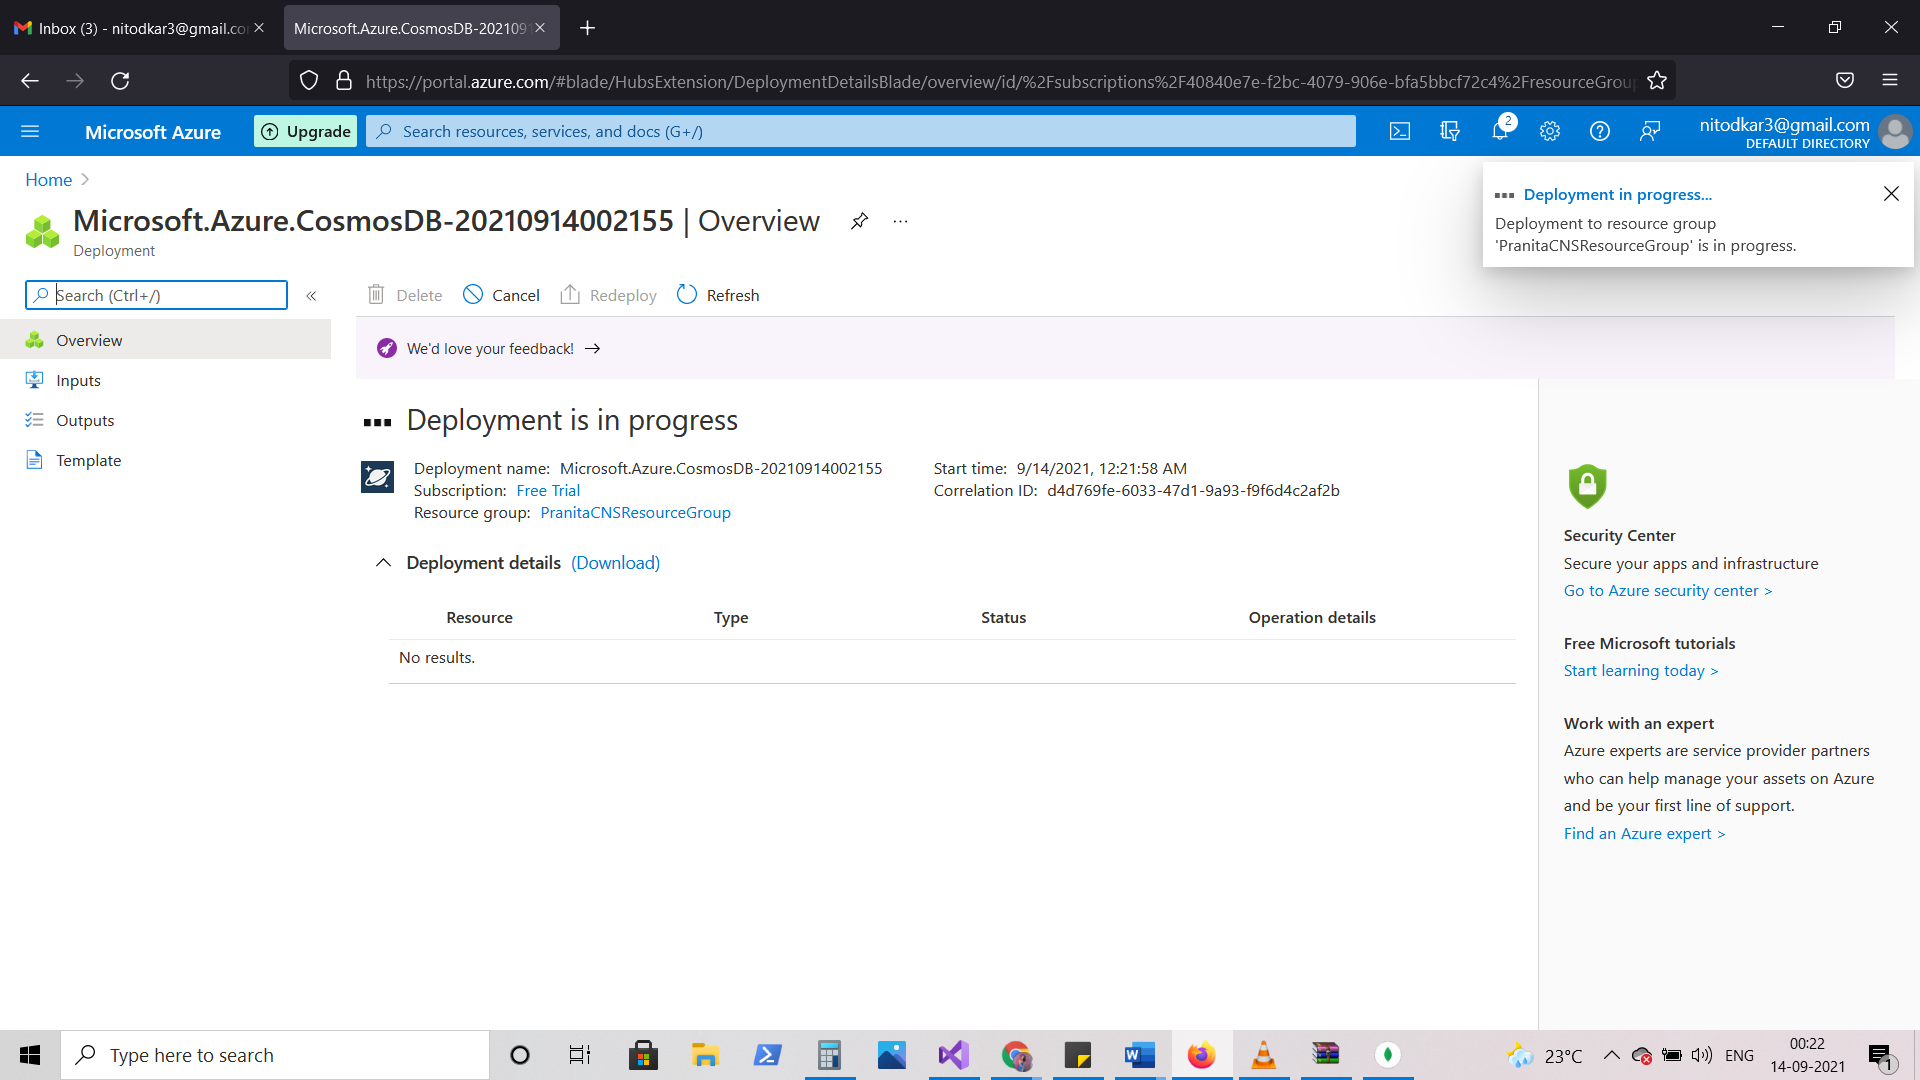 Inbox (3) - nitodkar3@gmail.co
Microsoft.Azure.CosmosDB-202109
https://portal.azure.com/#blade/HubsExtension/DeploymentDetailsBlade/overview/id/%2Fsubscriptions%2F40840e7e-f2bc-4079-906e-bfa5bbcf72c4%2FresourceGrou
Microsoft Azure
Upgrade
Search resources, services, and docs (G+/)
2
nitodkar3@gmail.com
DEFAULT DIRECTORY
Home
Microsoft.Azure.CosmosDB-20210914002155 | Overview
Deployment
Deployment in progress...
Deployment to resource group
'PranitaCNSResourceGroup' is in progress.
Search (Ctrl+/)
Delete
Cancel
Redeploy
Refresh
Overview
Inputs
Outputs
Template
We'd love your feedback!
Deployment is in progress
Deployment name: Microsoft.Azure.CosmosDB-20210914002155
Subscription: Free Trial
Resource group: PranitaCNSResourceGroup
Start time: 9/14/2021, 12:21:58 AM
Correlation ID: d4d769fe-6033-47d1-9a93-f9f6d4c2af2b
Deployment details (Download)
Resource Type Status Operation details
No results.
Security Center
Secure your apps and infrastructure
Go to Azure security center >
Free Microsoft tutorials
Start learning today >
Work with an expert
Azure experts are service provider partners
who can help manage your assets on Azure
and be your first line of support.
Find an Azure expert >
Type here to search
23°C
ENG
00:22
14-09-2021
1